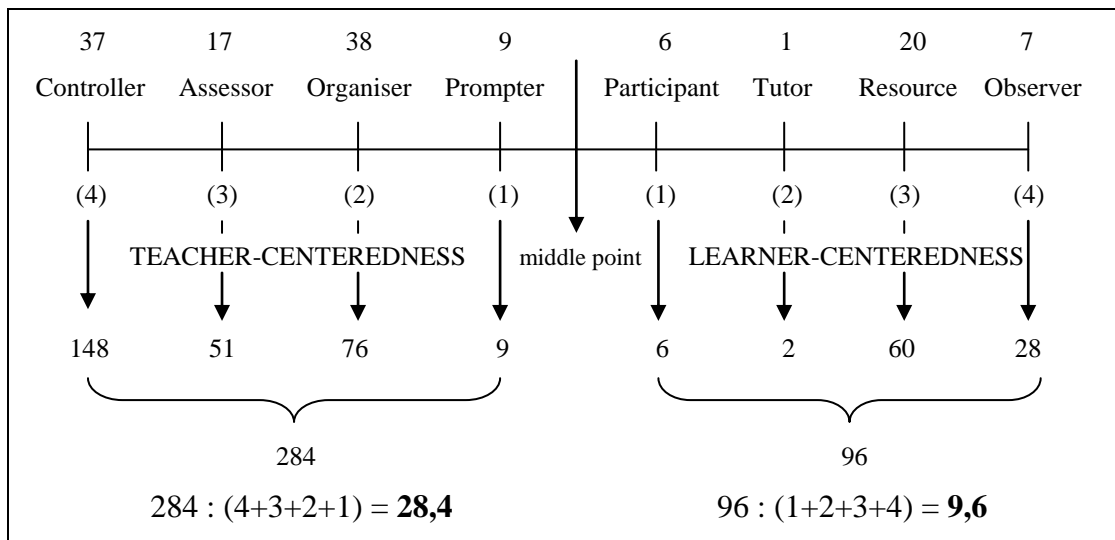 37 17 38 9 6 1 20 7
Controller Assessor Organiser Prompter Participant Tutor Resource Observer
(4) (3) (2) (1) (1) (2) (3) (4)
TEACHER-CENTEREDNESS middle point LEARNER-CENTEREDNESS
148 51 76 9 6 2 60 28
284 96
284 : (4+3+2+1) = 28,4 96 : (1+2+3+4) = 9,6